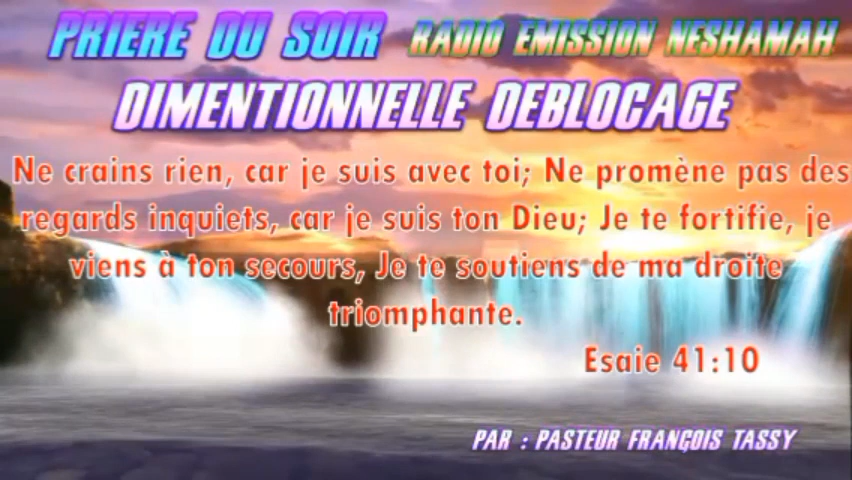 PRIERE DU SOIR RADIO EMISSION NESHAMAH
DIMENTIONNELLE DEBLOCAGE
Ne crains rien, car je suis avec toi; Ne promène pas des
regards inquiets, car je suis ton Dieu; Je te fortifie, je
viens à ton secours, Je te soutiens de ma droite
triomphante.
Esaie 41:10
PAR : PASTEUR FRANÇOIS TASSY